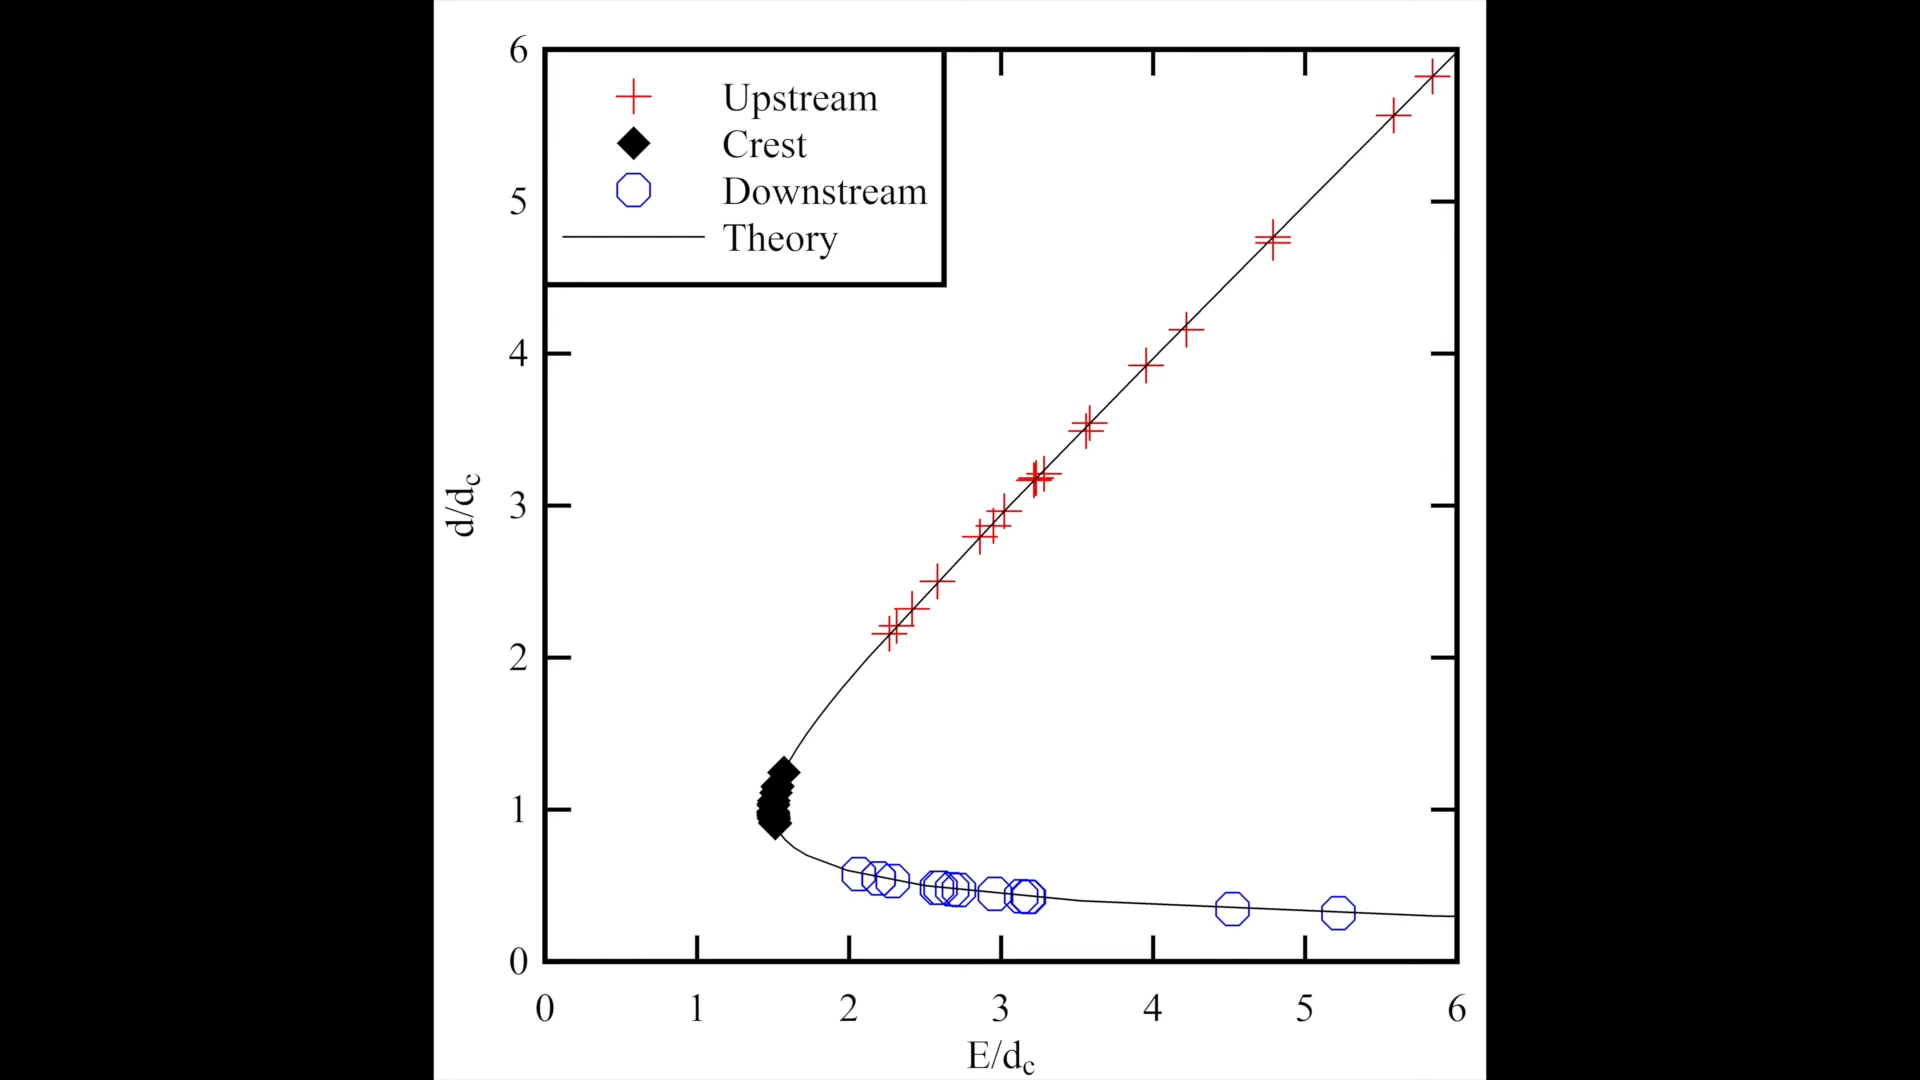 6
Upstream
Crest
5
Downstream
Theory
4
d/dc
3
2
1
0
0 1 2 3 4 5 6
E/dc